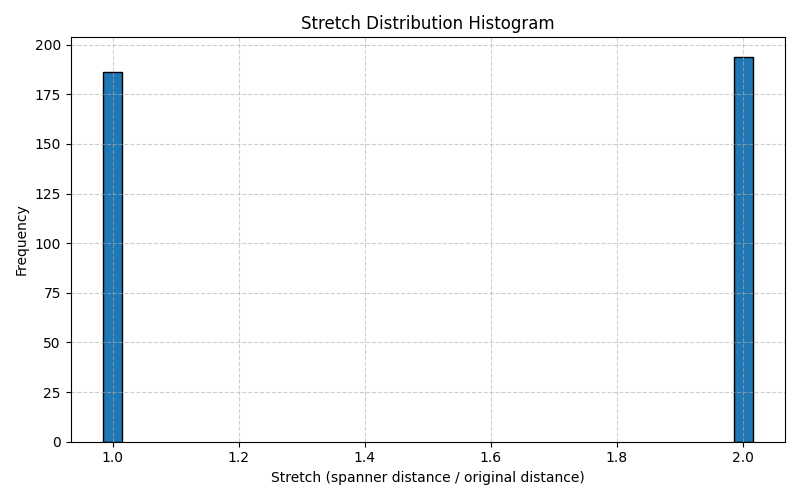 Stretch Distribution Histogram
200
175
150
125
100
75
50
25
0
Frequency
1.0 1.2 1.4 1.6 1.8 2.0
Stretch (spanner distance / original distance)